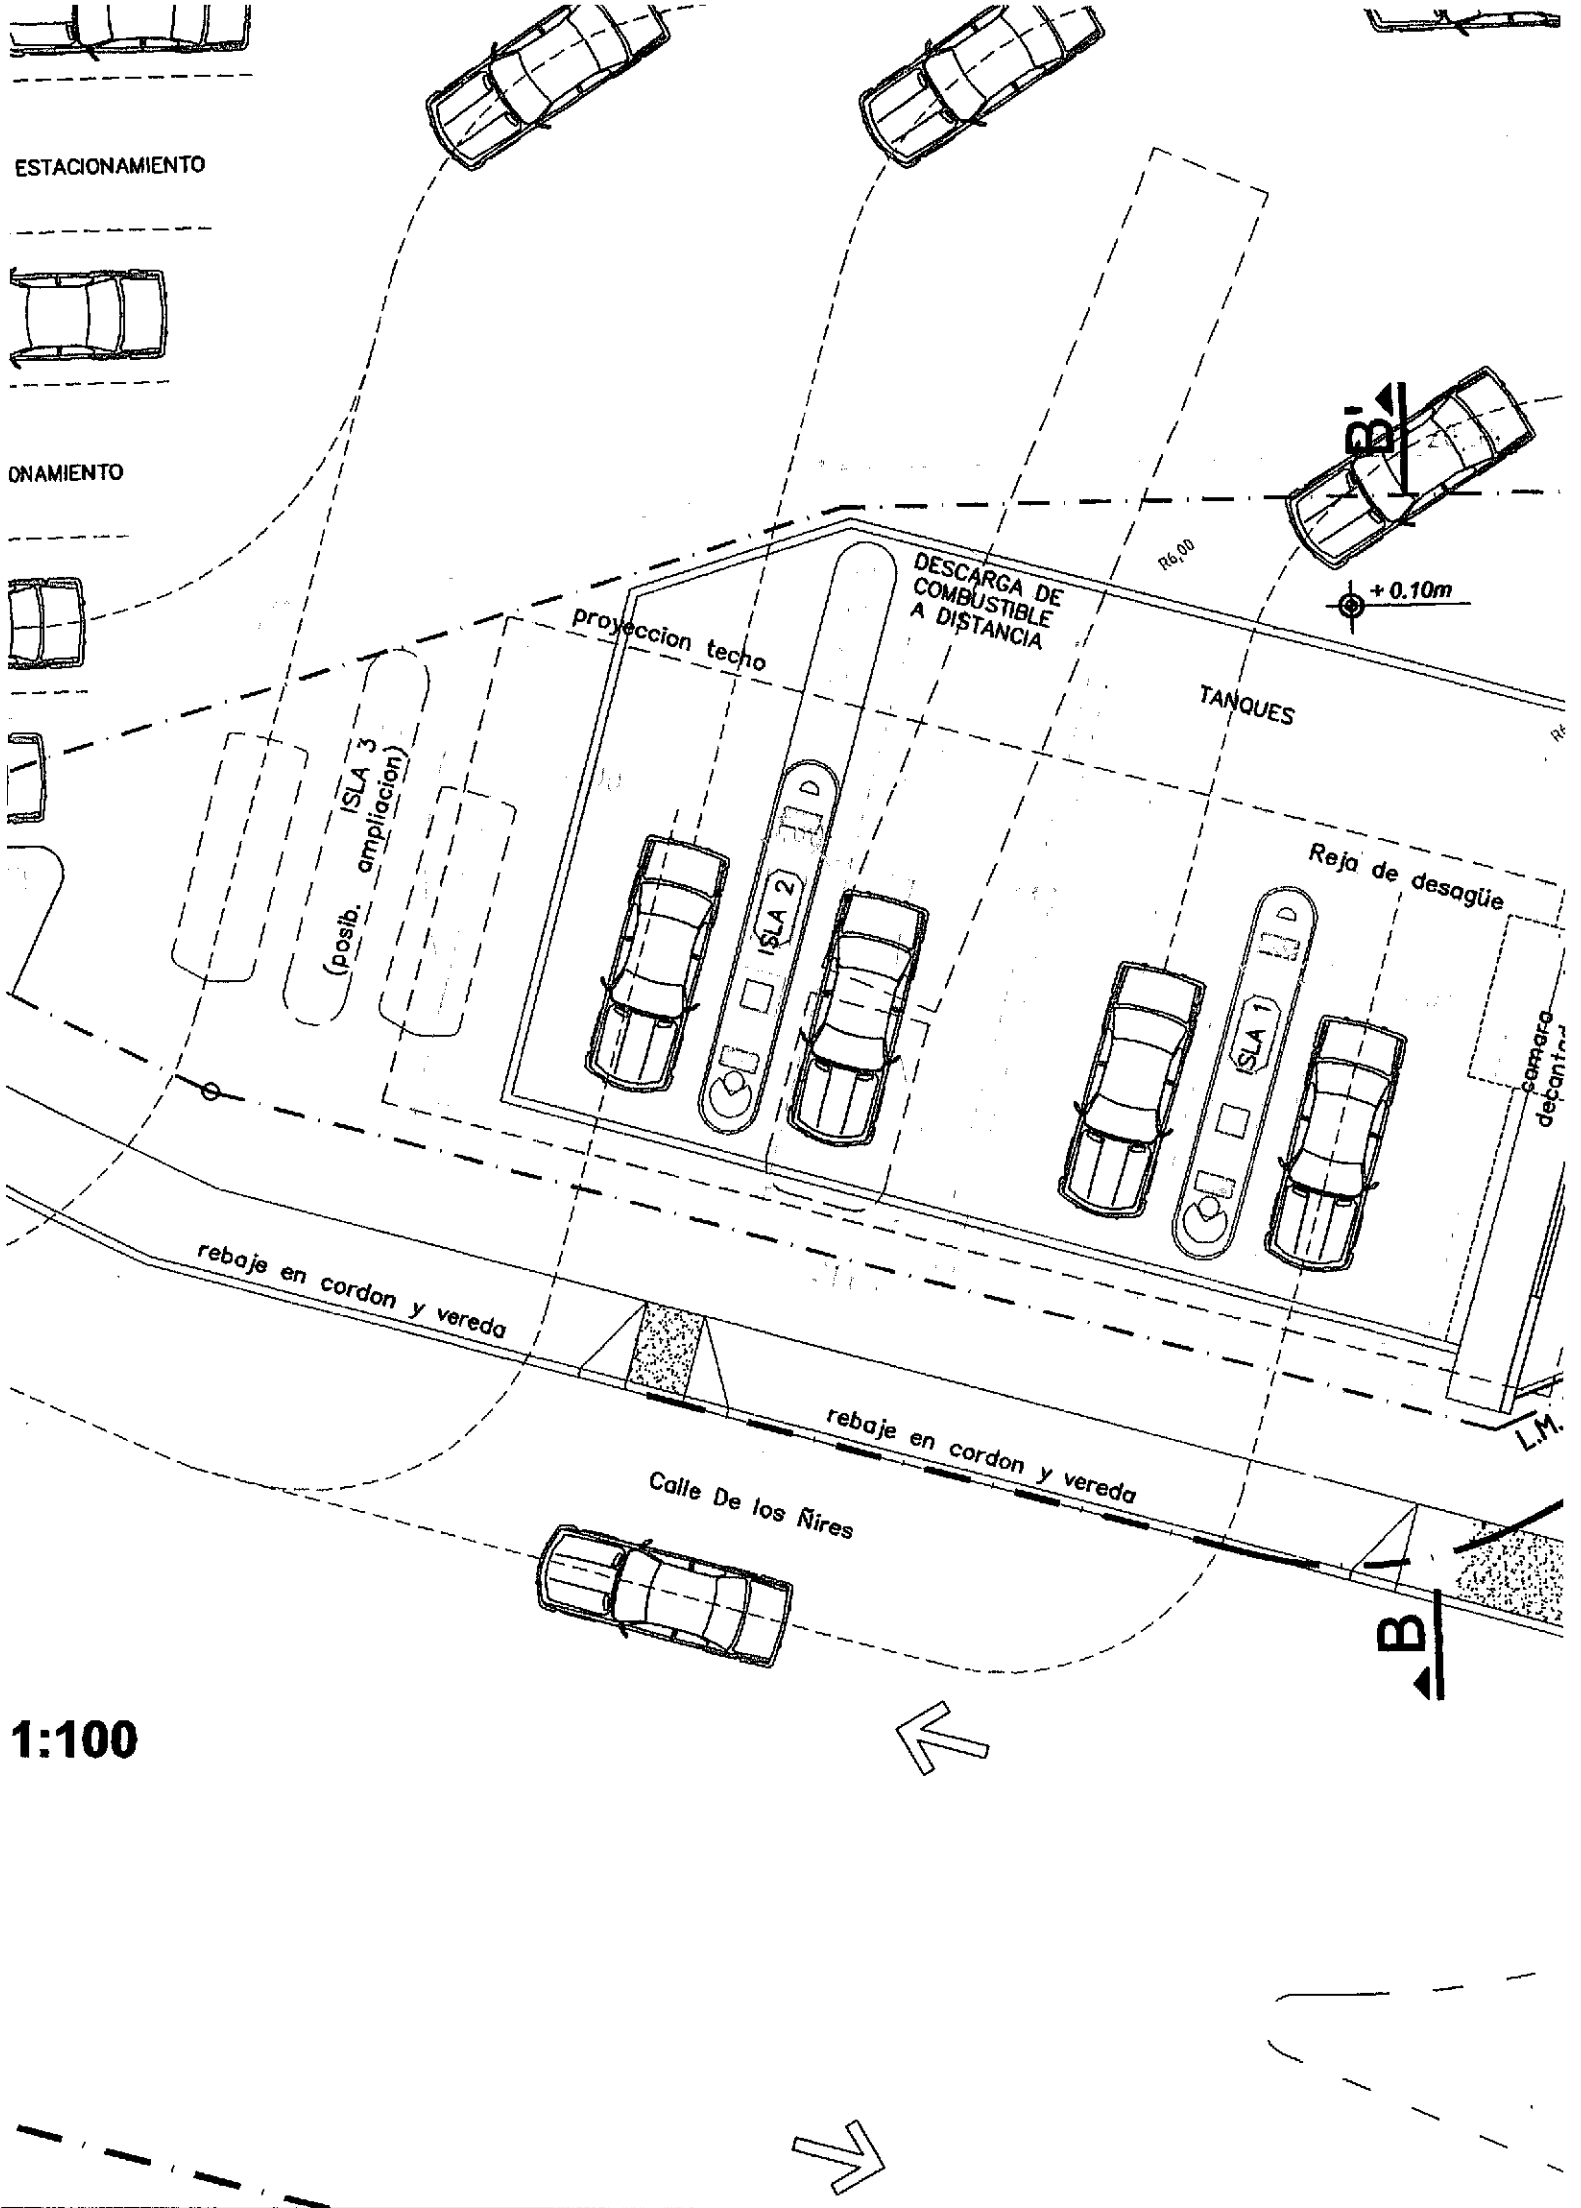 ESTACIONAMIENTO
B'
ONAMIENTO
R6,00
DESCARGA DE
COMBUSTIBLE
A DISTANCIA
+ 0.10m
proyeccion techo
TANQUES
ISLA 3
(posib. ampliacion)
D
ISLA 2
Reja de desagüe
D
ISLA 1
camara
rebaje en cordon y vereda
rebaje en cordon y vereda
L.M.
Calle De los Ñires
B
1:100